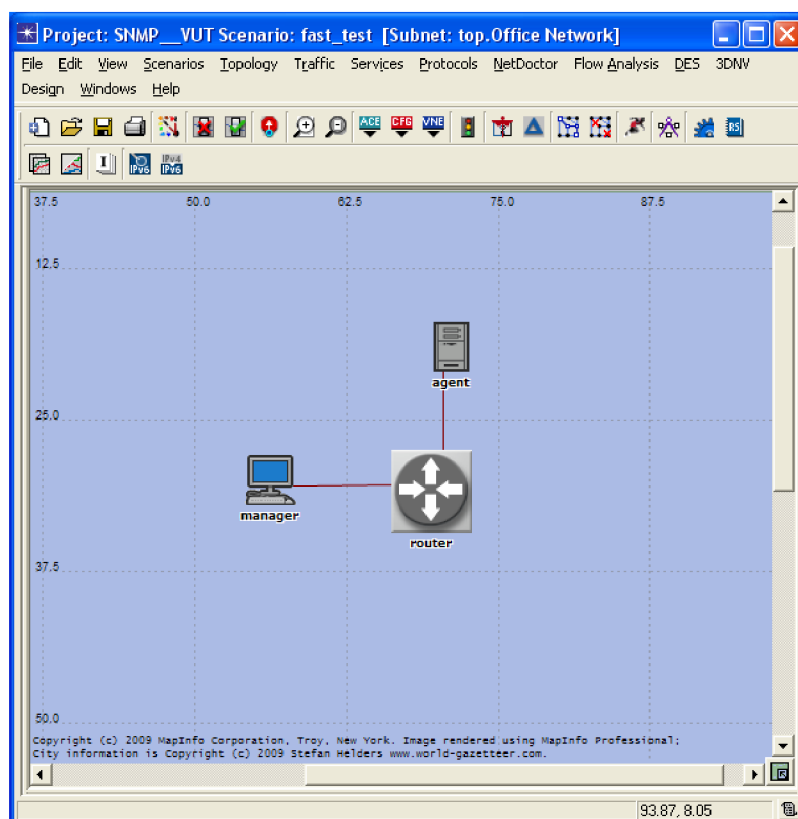 Project: SNMP__VUT Scenario: fast_test [Subnet: top.Office Network]
File Edit View Scenarios Topology Traffic Services Protocols NetDoctor Flow Analysis DES 3DNV
Design Windows Help
ACE CFG VNE RS
I IPv6 IPv4 IPv6
37.5 50.0 62.5 75.0 87.5
12.5
agent
25.0
manager
router
37.5
50.0
Copyright (c) 2009 MapInfo Corporation, Troy, New York. Image rendered using MapInfo Professional;
City information is Copyright (c) 2009 Stefan Helders www.world-gazetteer.com.
93.87, 8.05